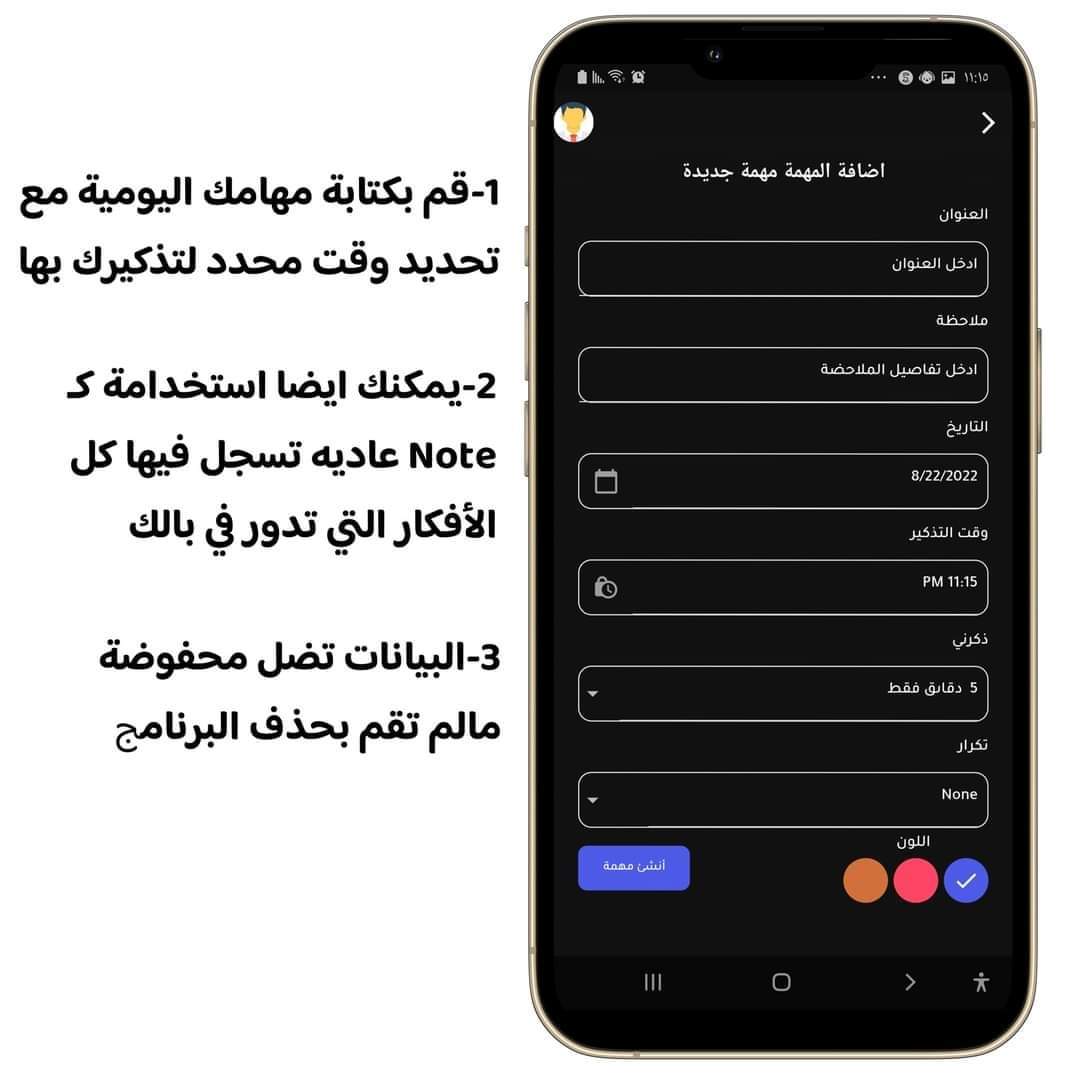 1-قم بكتابة مهامك اليومية مع
تحديد وقت محدد لتذكيرك بها
2-يمكنك ايضا استخدامة كـ
Note عاديه تسجل فيها كل
الأفكار التي تدور في بالك
3-البيانات تضل محفوضة
مالم تقم بحذف البرنامج
١١:١٥
اضافة المهمة مهمة جديدة
العنوان
ادخل العنوان
ملاحظة
ادخل تفاصيل الملاحضة
التاريخ
8/22/2022
وقت التذكير
11:15 PM
ذكرني
5 دقائق فقط
تكرار
None
اللون
أنشئ مهمة